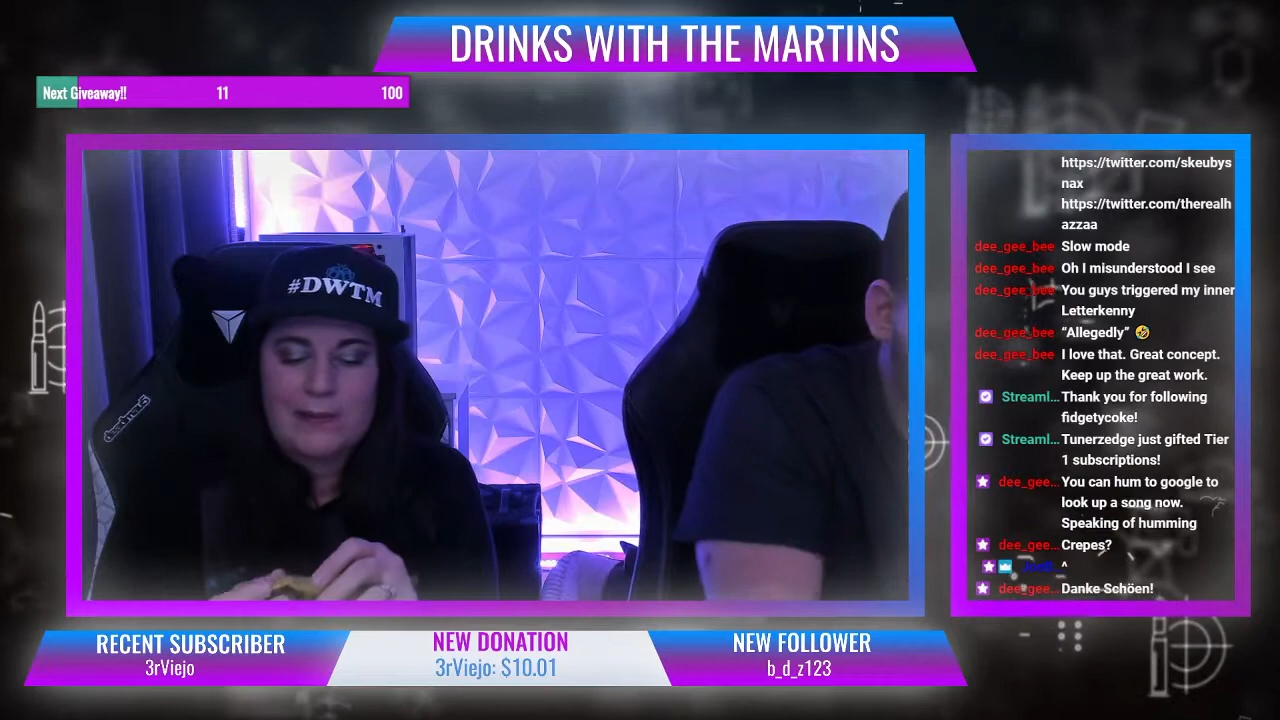 DRINKS WITH THE MARTINS
Next Giveaway!! 11 100
#DWTM
https://twitter.com/skeubys
nax
https://twitter.com/therealh
azzaa
dee_gee_bee Slow mode
dee_gee_bee Oh I misunderstood I see
dee_gee_bee You guys triggered my inner
Letterkenny
dee_gee_bee “Allegedly” 🤣
dee_gee_bee I love that. Great concept.
Keep up the great work.
Streaml... Thank you for following
fidgetycoke!
Streaml... Tunerzedge just gifted Tier
1 subscriptions!
dee_gee... You can hum to google to
look up a song now.
Speaking of humming
dee_gee... Crepes?
^
dee_gee... Danke Schöen!
RECENT SUBSCRIBER
3rViejo
NEW DONATION
3rViejo: $10.01
NEW FOLLOWER
b_d_z123